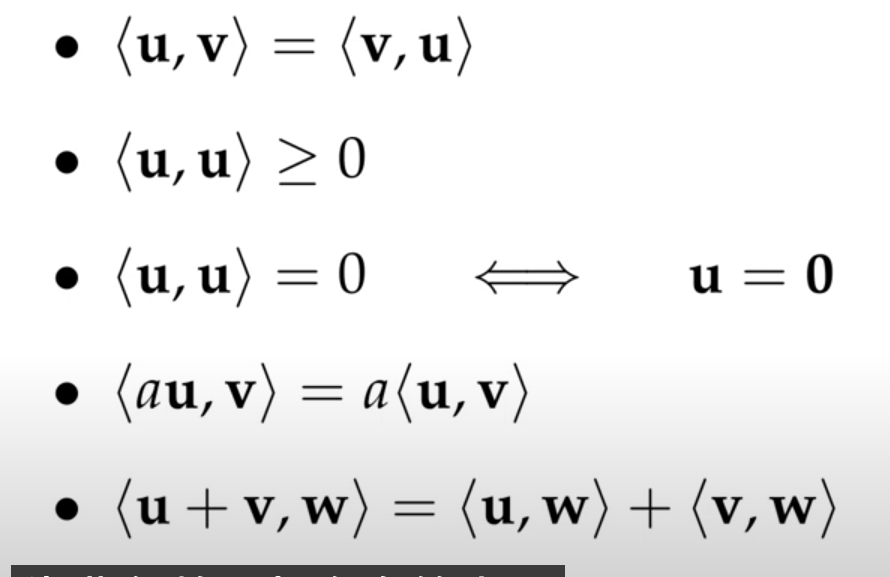 • ⟨u, v⟩ = ⟨v, u⟩
• ⟨u, u⟩ ≥ 0
• ⟨u, u⟩ = 0 ⟺ u = 0
• ⟨au, v⟩ = a⟨u, v⟩
• ⟨u + v, w⟩ = ⟨u, w⟩ + ⟨v, w⟩